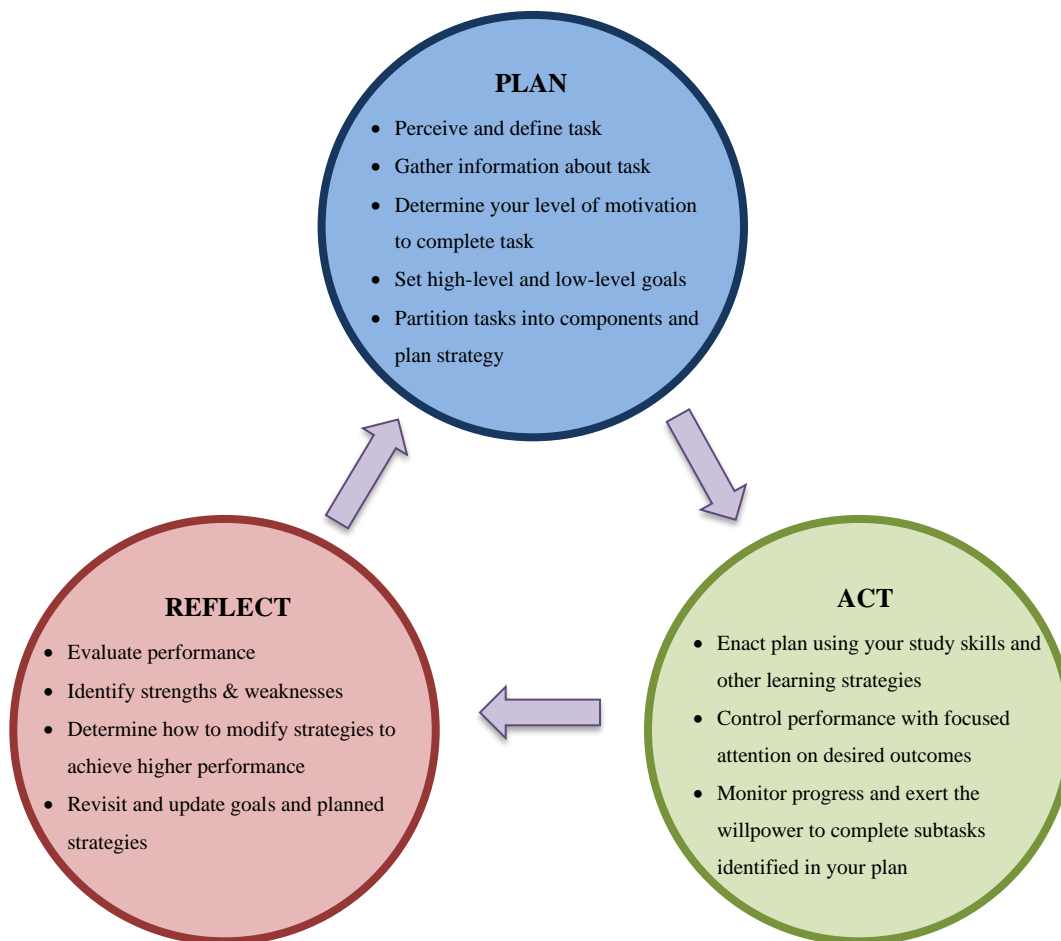 PLAN
• Perceive and define task
• Gather information about task
• Determine your level of motivation
to complete task
• Set high-level and low-level goals
• Partition tasks into components and
plan strategy
REFLECT
• Evaluate performance
• Identify strengths & weaknesses
• Determine how to modify strategies to
achieve higher performance
• Revisit and update goals and planned
strategies
ACT
• Enact plan using your study skills and
other learning strategies
• Control performance with focused
attention on desired outcomes
• Monitor progress and exert the
willpower to complete subtasks
identified in your plan